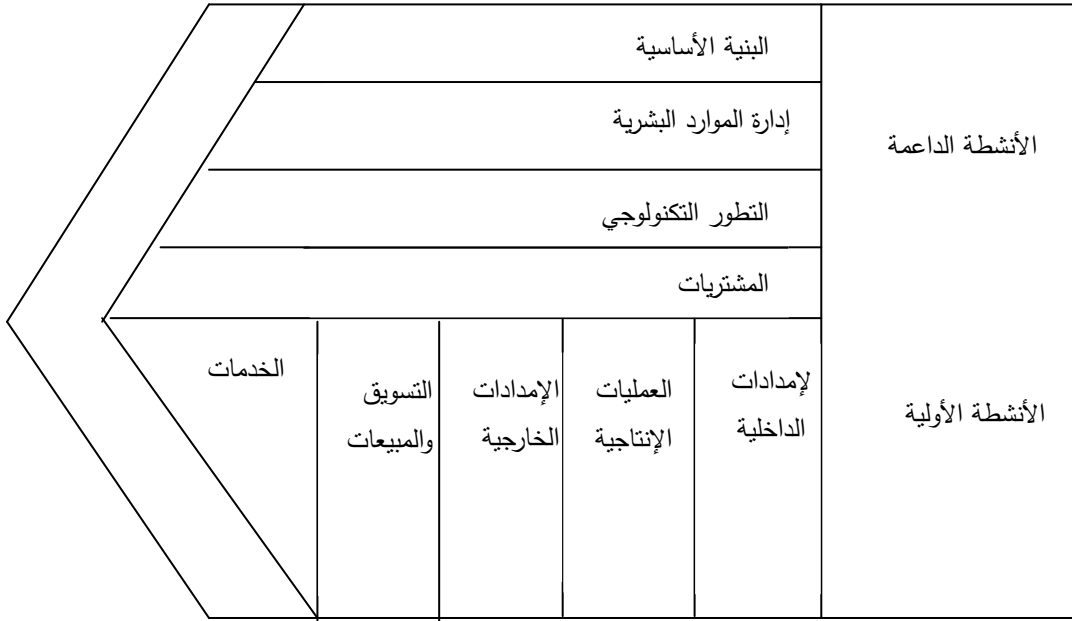 الأنشطة الداعمة
البنية الأساسية
إدارة الموارد البشرية
التطور التكنولوجي
المشتريات
الأنشطة الأولية
لإمدادات
الداخلية
العمليات
الإنتاجية
الإمدادات
الخارجية
التسويق
والمبيعات
الخدمات